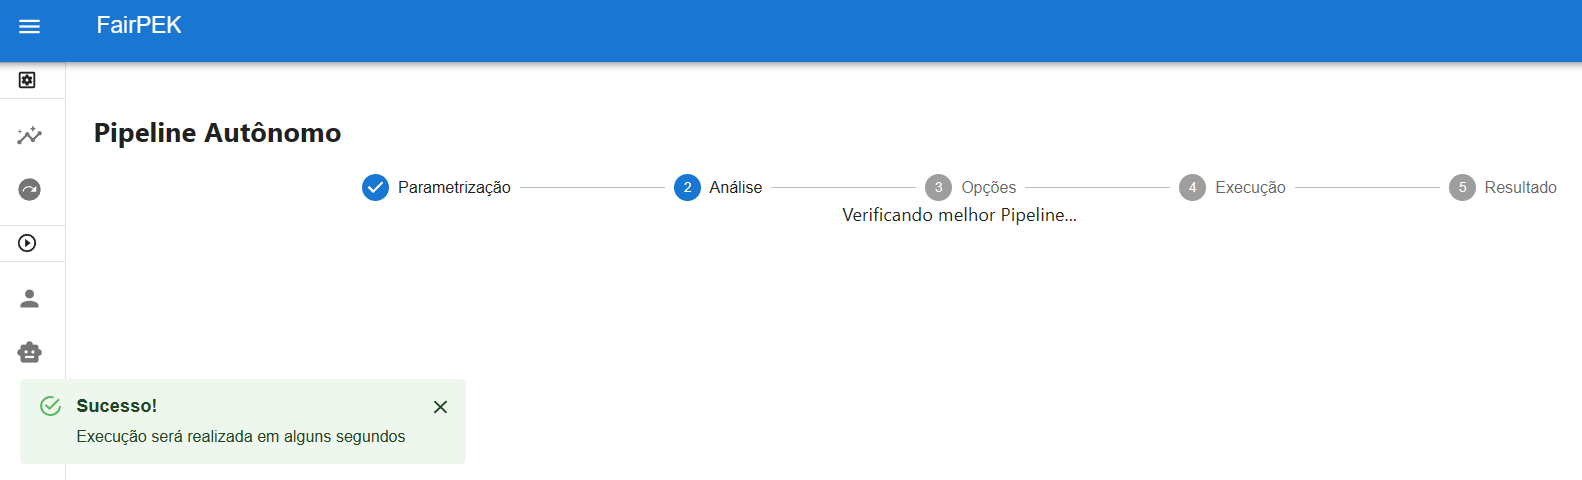 FairPEK
Pipeline Autônomo
Parametrização
2 Análise
3 Opções
4 Execução
5 Resultado
Verificando melhor Pipeline...
Sucesso!
Execução será realizada em alguns segundos